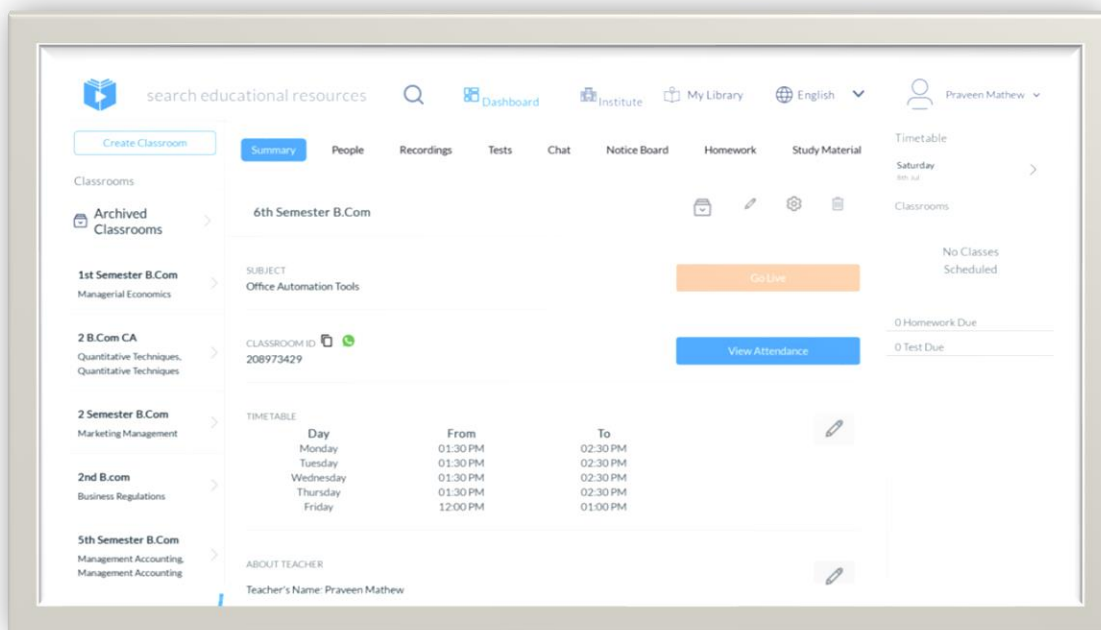 search educational resources
Dashboard
Institute
My Library
English
Praveen Mathew
Create Classroom
Classrooms
Archived
Classrooms
1st Semester B.Com
Managerial Economics
2 B.Com CA
Quantitative Techniques,
Quantitative Techniques
2 Semester B.Com
Marketing Management
2nd B.com
Business Regulations
5th Semester B.Com
Management Accounting,
Management Accounting
Summary People Recordings Tests Chat Notice Board Homework Study Material
6th Semester B.Com
SUBJECT
Office Automation Tools
Go Live
CLASSROOM ID
208973429
View Attendance
TIMETABLE
Day From To
Monday 01:30 PM 02:30 PM
Tuesday 01:30 PM 02:30 PM
Wednesday 01:30 PM 02:30 PM
Thursday 01:30 PM 02:30 PM
Friday 12:00 PM 01:00 PM
ABOUT TEACHER
Teacher's Name: Praveen Mathew
Timetable
Saturday
Classrooms
No Classes
Scheduled
0 Homework Due
0 Test Due